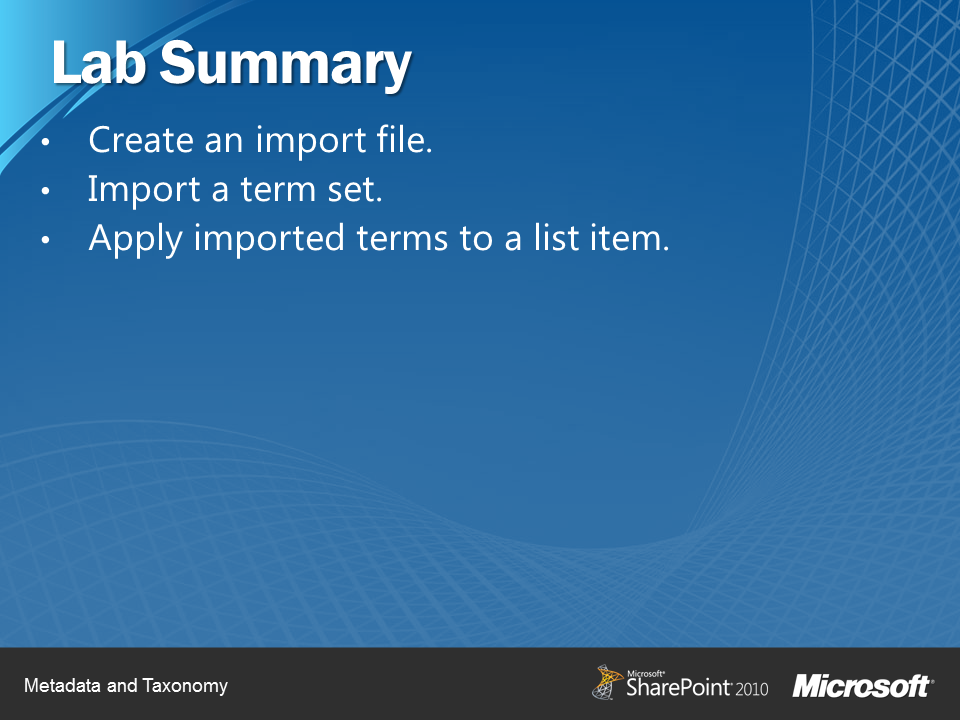 Lab Summary
• Create an import file.
• Import a term set.
• Apply imported terms to a list item.
Metadata and Taxonomy
Microsoft®
SharePoint® 2010
Microsoft®